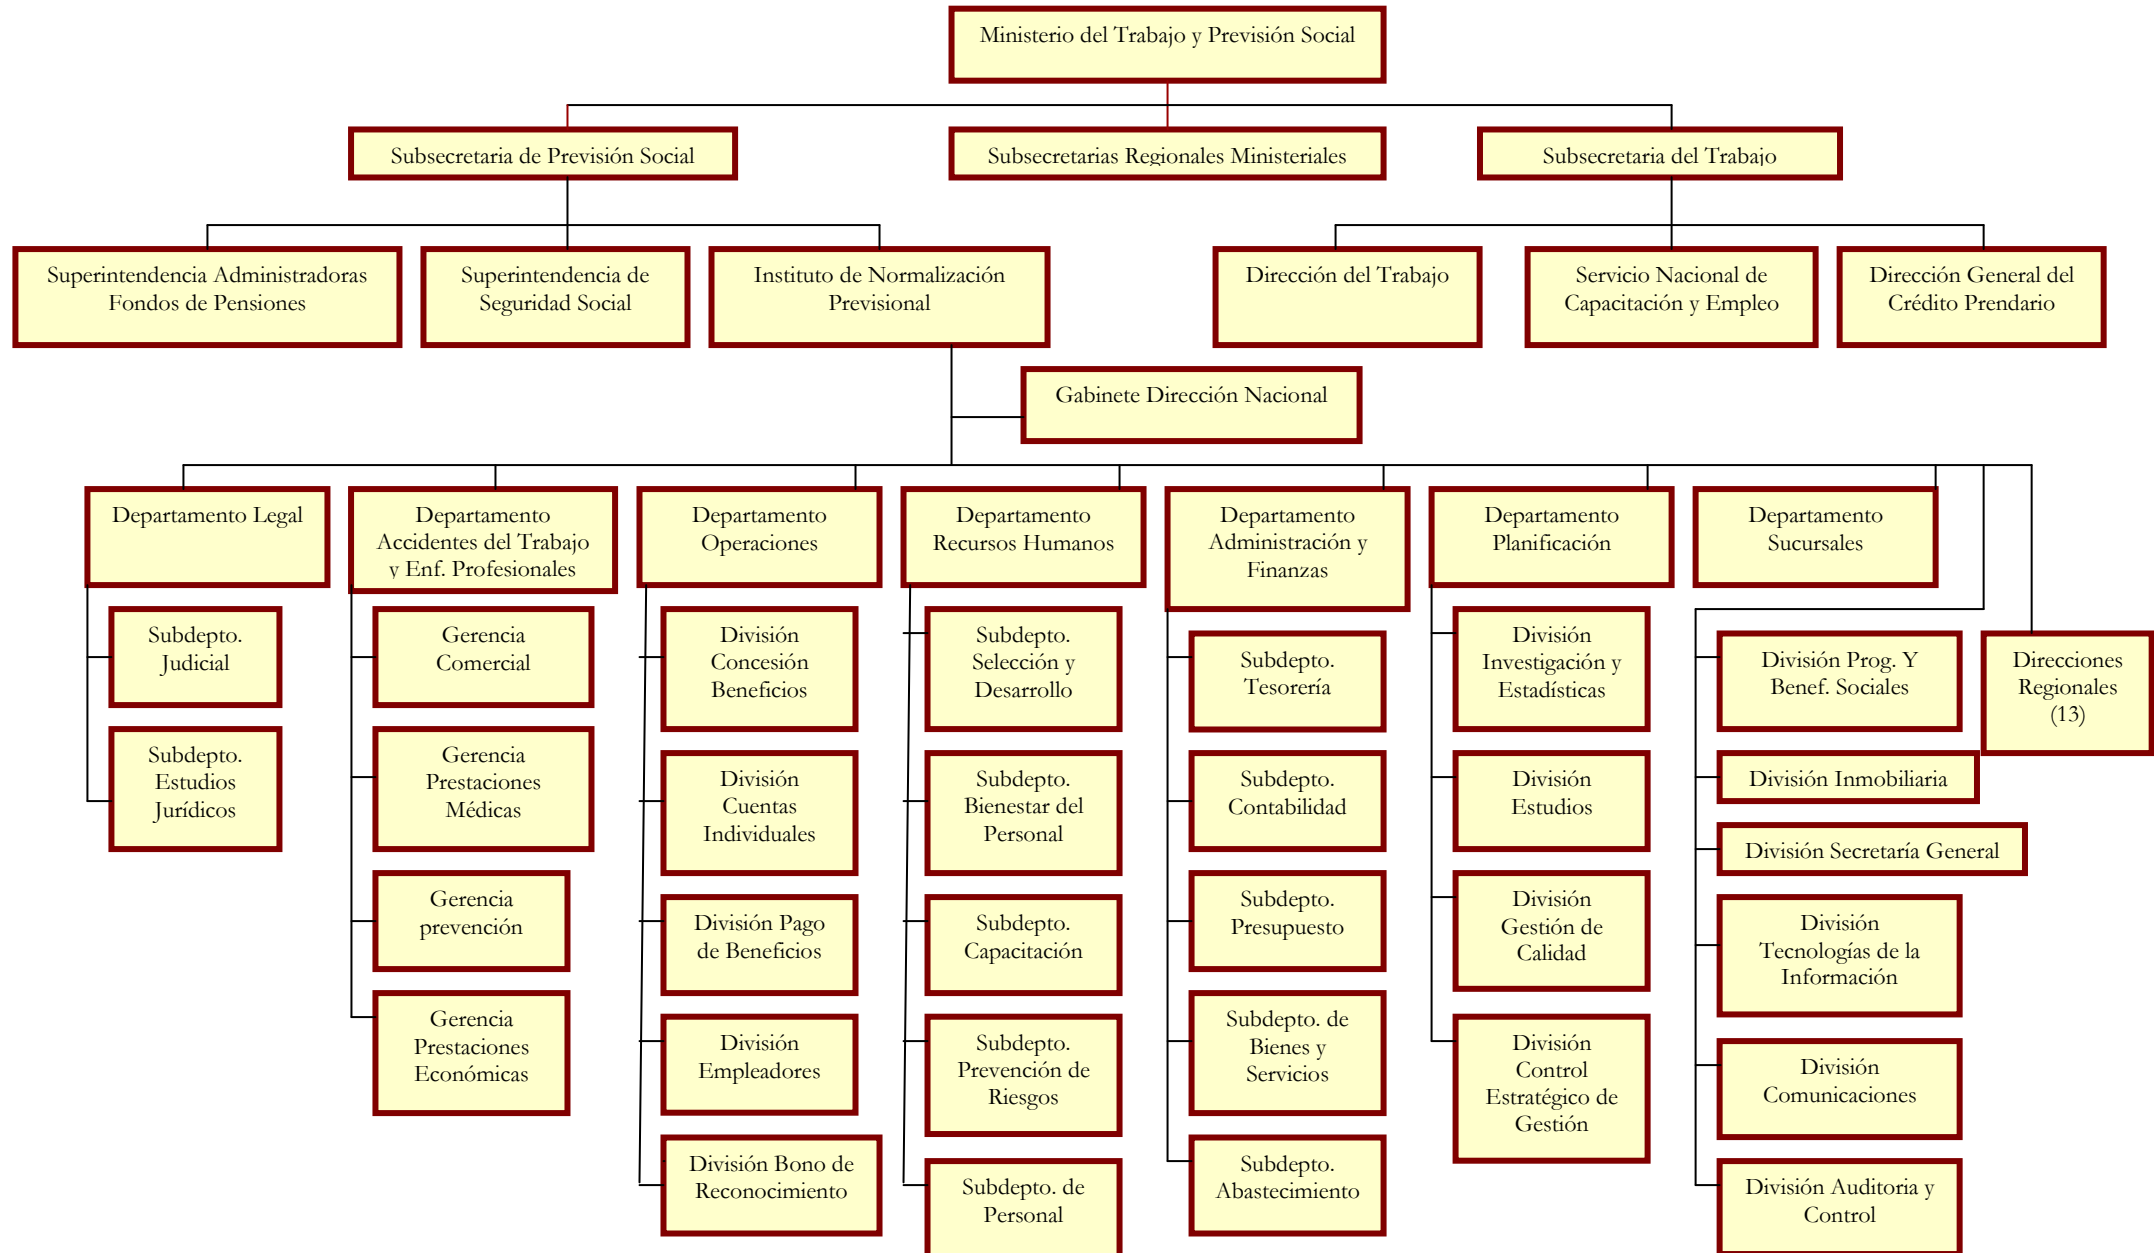 Ministerio del Trabajo y Previsión Social
Subsecretaria de Previsión Social
Subsecretarias Regionales Ministeriales
Subsecretaria del Trabajo
Superintendencia Administradoras
Fondos de Pensiones
Superintendencia de
Seguridad Social
Instituto de Normalización
Previsional
Dirección del Trabajo
Servicio Nacional de
Capacitación y Empleo
Dirección General del
Crédito Prendario
Gabinete Dirección Nacional
Departamento Legal
Departamento
Accidentes del Trabajo
y Enf. Profesionales
Departamento
Operaciones
Departamento
Recursos Humanos
Departamento
Administración y
Finanzas
Departamento
Planificación
Departamento
Sucursales
Subdepto.
Judicial
Subdepto.
Estudios
Jurídicos
Gerencia
Comercial
Gerencia
Prestaciones
Médicas
Gerencia
prevención
Gerencia
Prestaciones
Económicas
División
Concesión
Beneficios
División
Cuentas
Individuales
División Pago
de Beneficios
División
Empleadores
División Bono de
Reconocimiento
Subdepto.
Selección y
Desarrollo
Subdepto.
Bienestar del
Personal
Subdepto.
Capacitación
Subdepto.
Prevención de
Riesgos
Subdepto. de
Personal
Subdepto.
Tesorería
Subdepto.
Contabilidad
Subdepto.
Presupuesto
Subdepto. de
Bienes y
Servicios
Subdepto.
Abastecimiento
División
Investigación y
Estadísticas
División
Estudios
División
Gestión de
Calidad
División
Control
Estratégico de
Gestión
División Prog. Y
Benef. Sociales
División Inmobiliaria
División Secretaría General
División
Tecnologías de la
Información
División
Comunicaciones
División Auditoria y
Control
Direcciones
Regionales
(13)